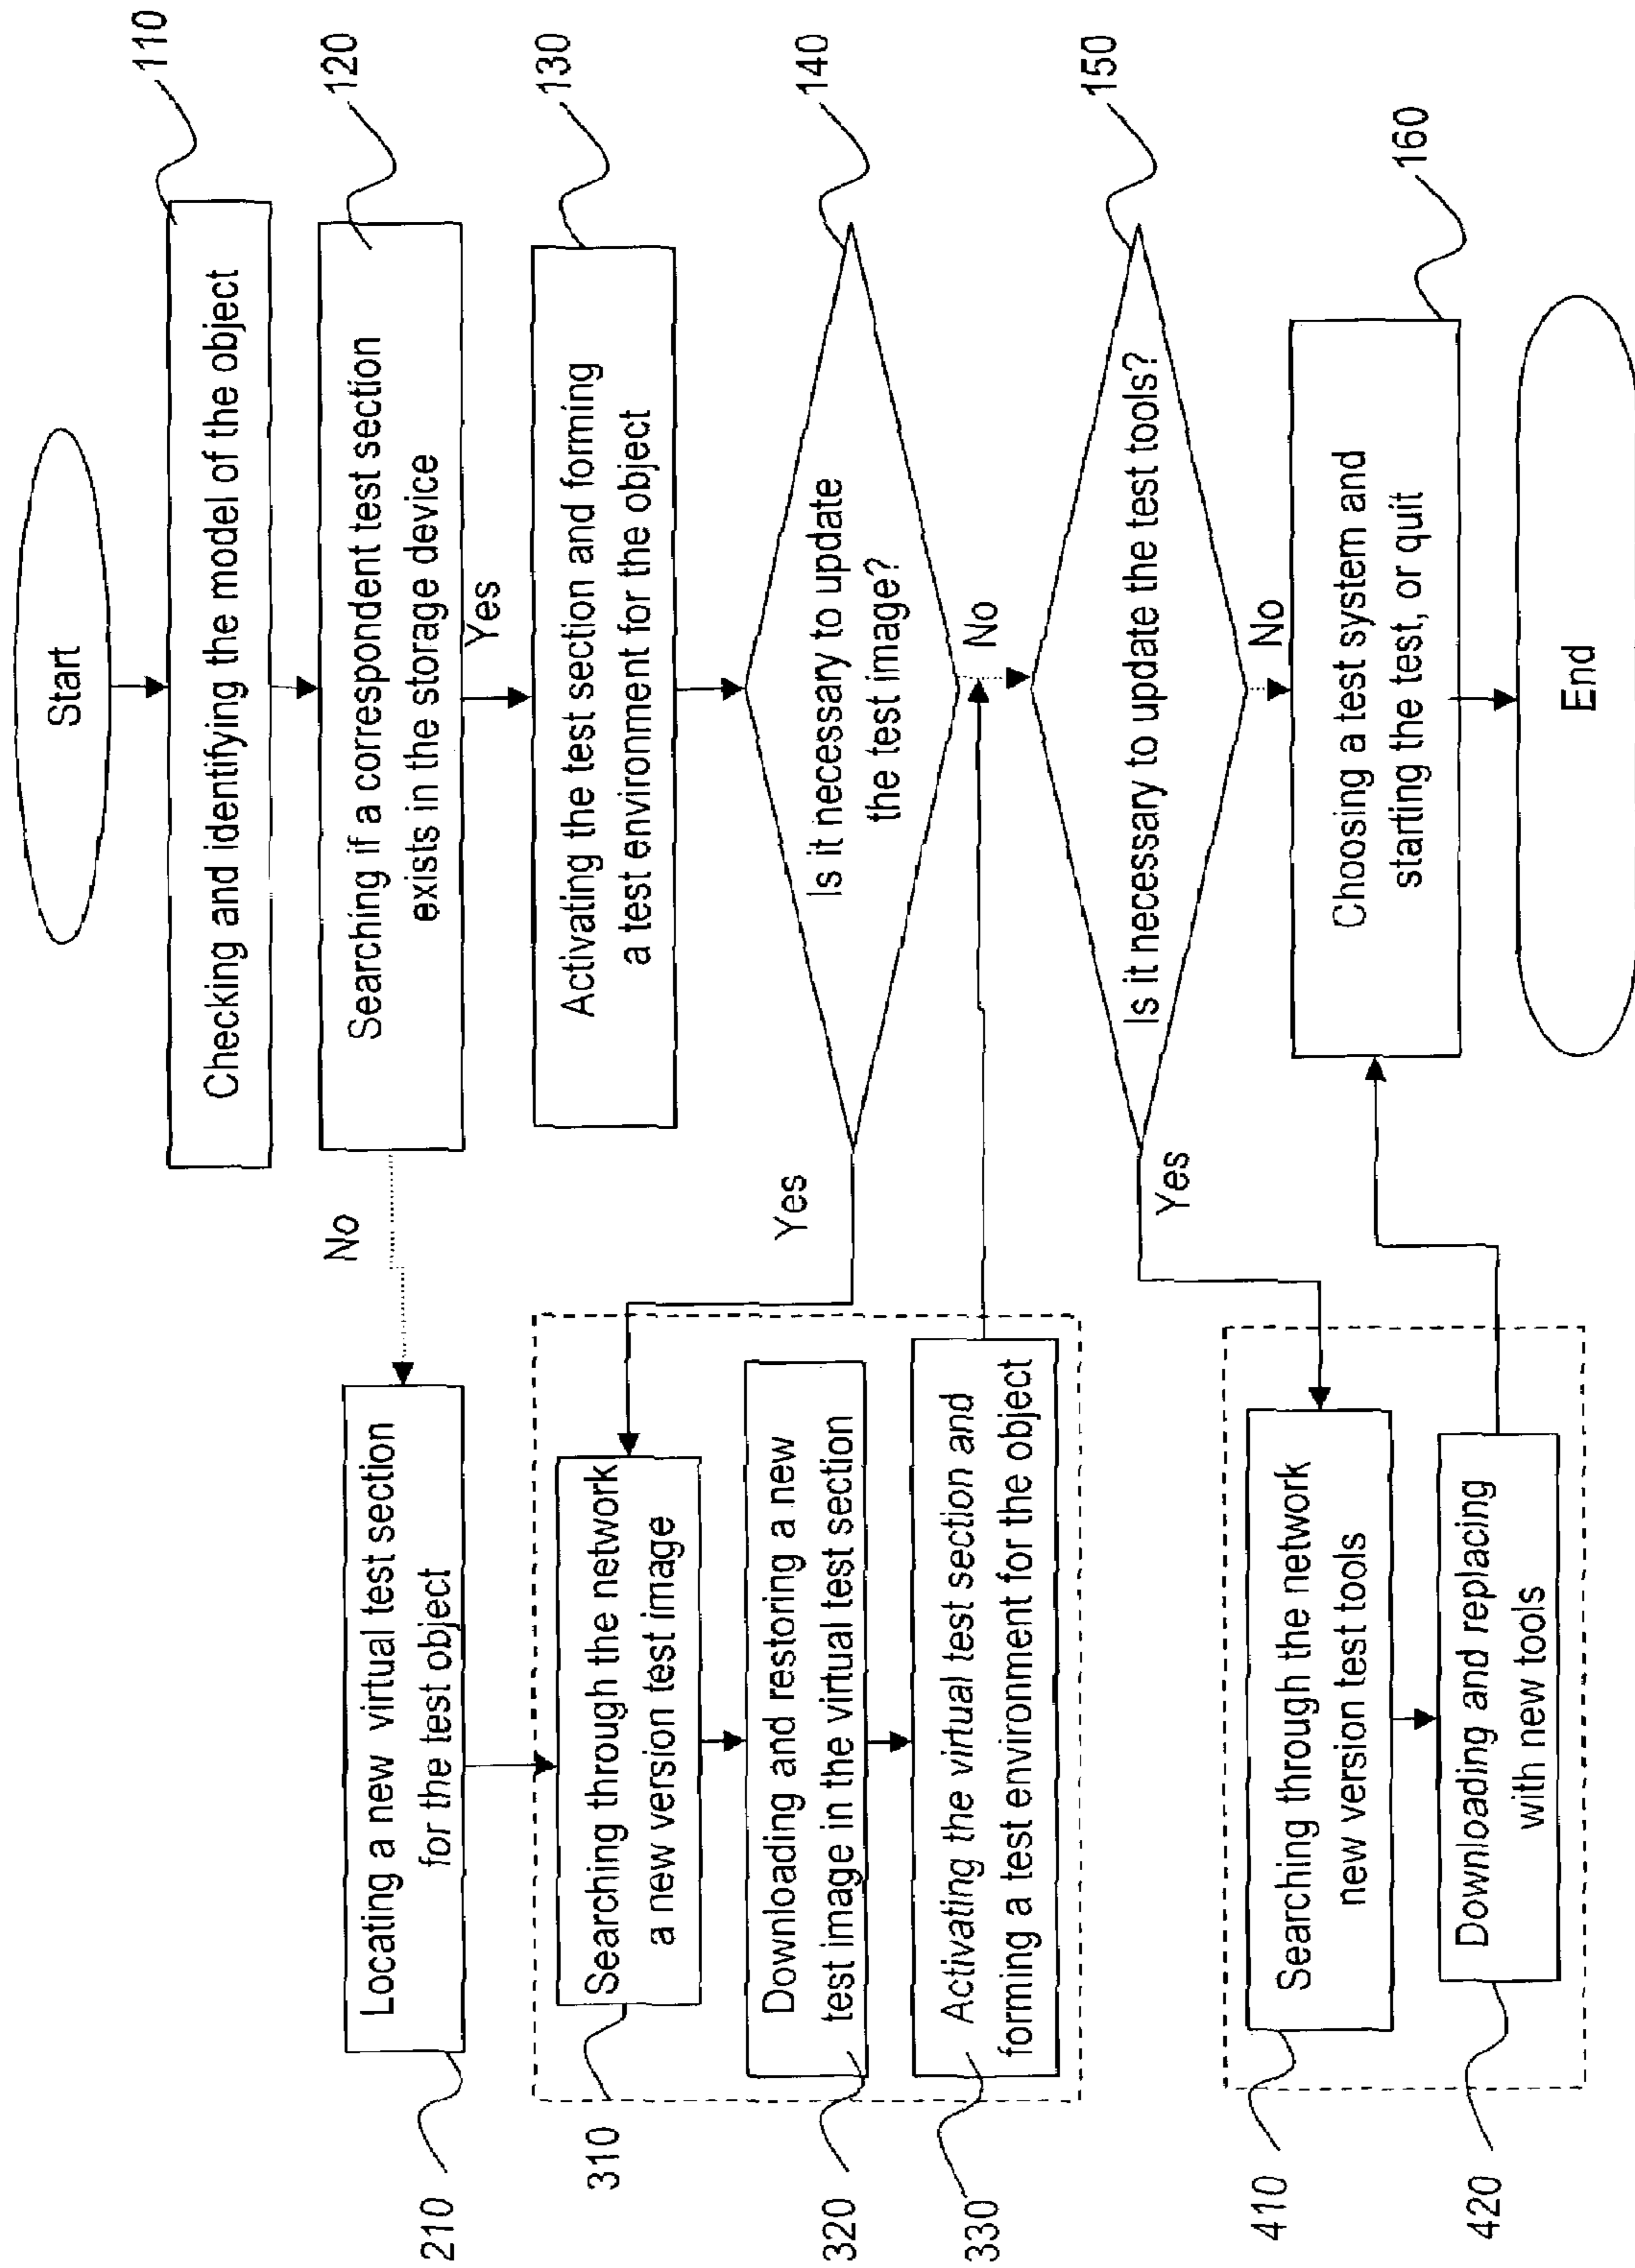 Start
110
Checking and identifying the model of the object
120
Searching if a correspondent test section
exists in the storage device
Yes
No
130
Activating the test section and forming
a test environment for the object
140
Is it necessary to update
the test image?
Yes
No
150
Is it necessary to update the test tools?
Yes
No
160
Choosing a test system and
starting the test, or quit
End
210
Locating a new virtual test section
for the test object
310
Searching through the network
a new version test image
320
Downloading and restoring a new
test image in the virtual test section
330
Activating the virtual test section and
forming a test environment for the object
410
Searching through the network
new version test tools
420
Downloading and replacing
with new tools